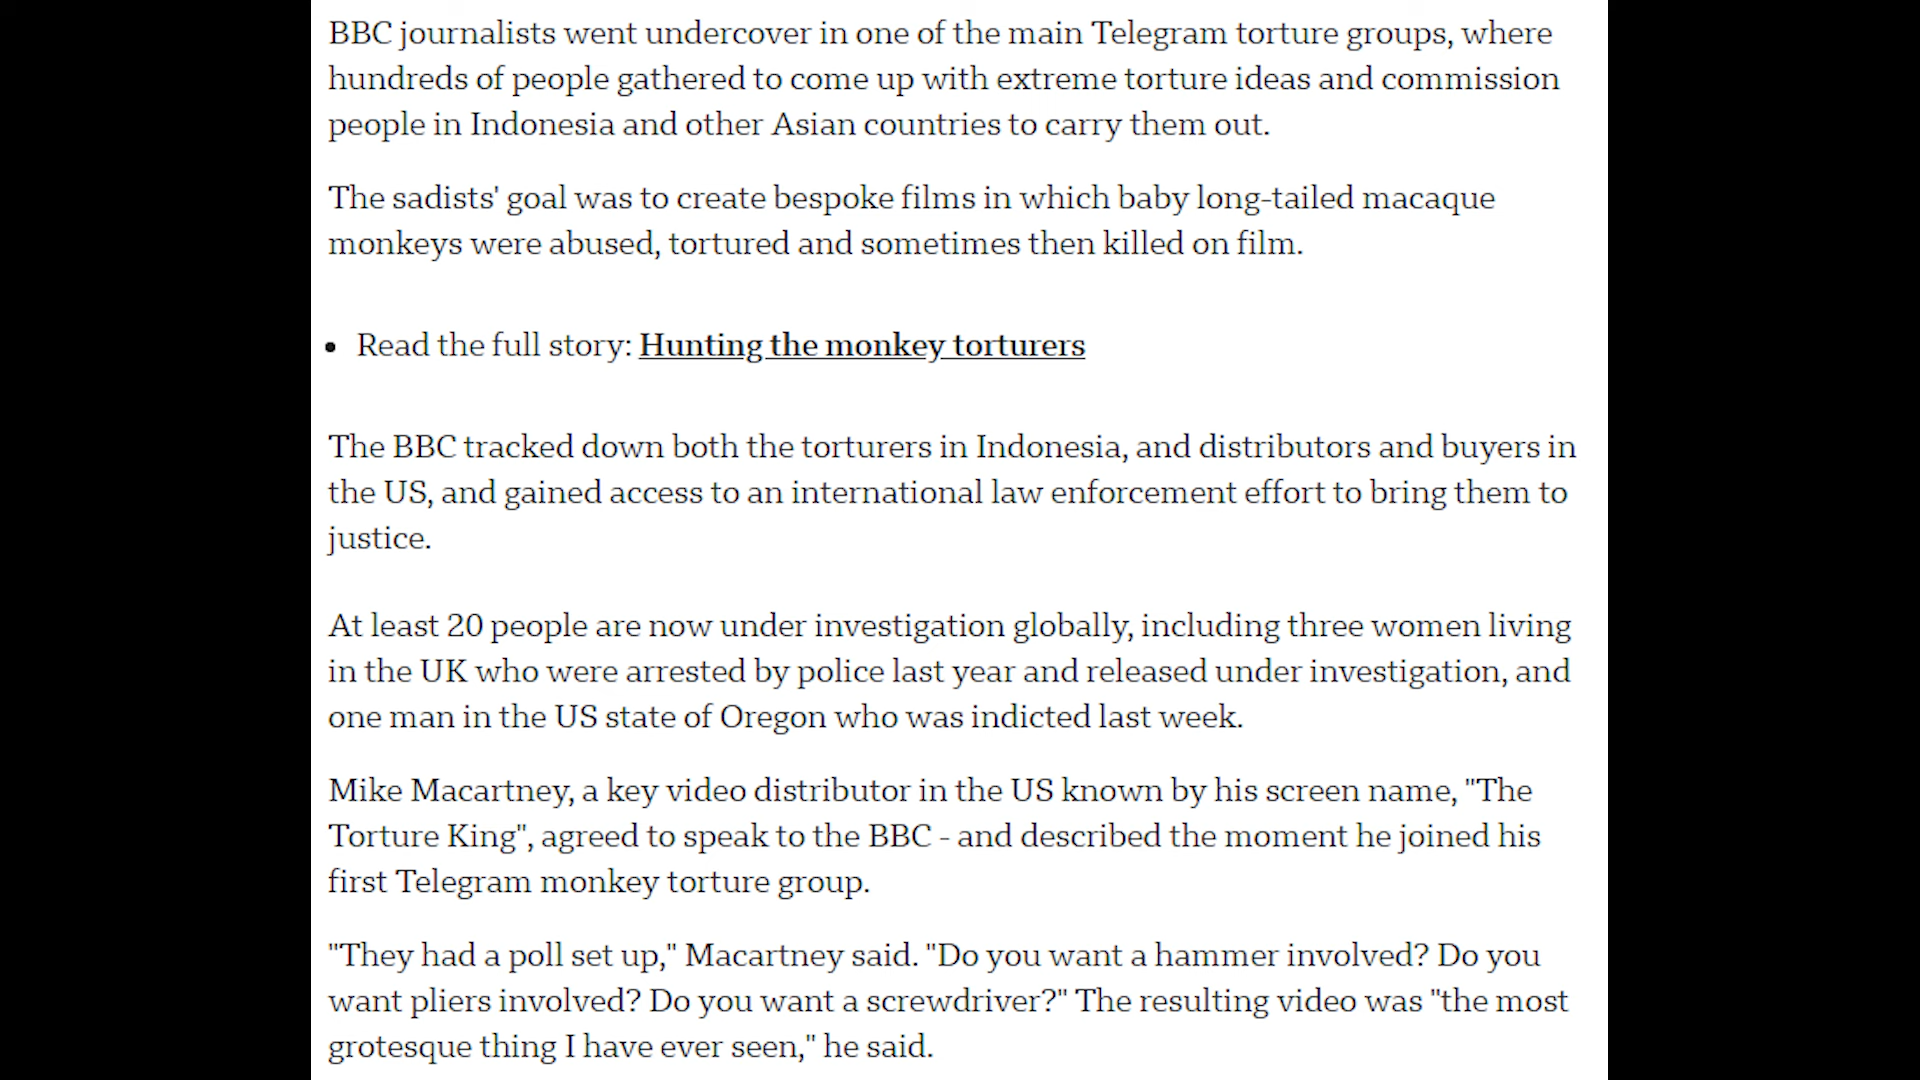 BBC journalists went undercover in one of the main Telegram torture groups, where
hundreds of people gathered to come up with extreme torture ideas and commission
people in Indonesia and other Asian countries to carry them out.
The sadists' goal was to create bespoke films in which baby long-tailed macaque
monkeys were abused, tortured and sometimes then killed on film.
• Read the full story: Hunting the monkey torturers
The BBC tracked down both the torturers in Indonesia, and distributors and buyers in
the US, and gained access to an international law enforcement effort to bring them to
justice.
At least 20 people are now under investigation globally, including three women living
in the UK who were arrested by police last year and released under investigation, and
one man in the US state of Oregon who was indicted last week.
Mike Macartney, a key video distributor in the US known by his screen name, "The
Torture King", agreed to speak to the BBC - and described the moment he joined his
first Telegram monkey torture group.
"They had a poll set up," Macartney said. "Do you want a hammer involved? Do you
want pliers involved? Do you want a screwdriver?" The resulting video was "the most
grotesque thing I have ever seen," he said.